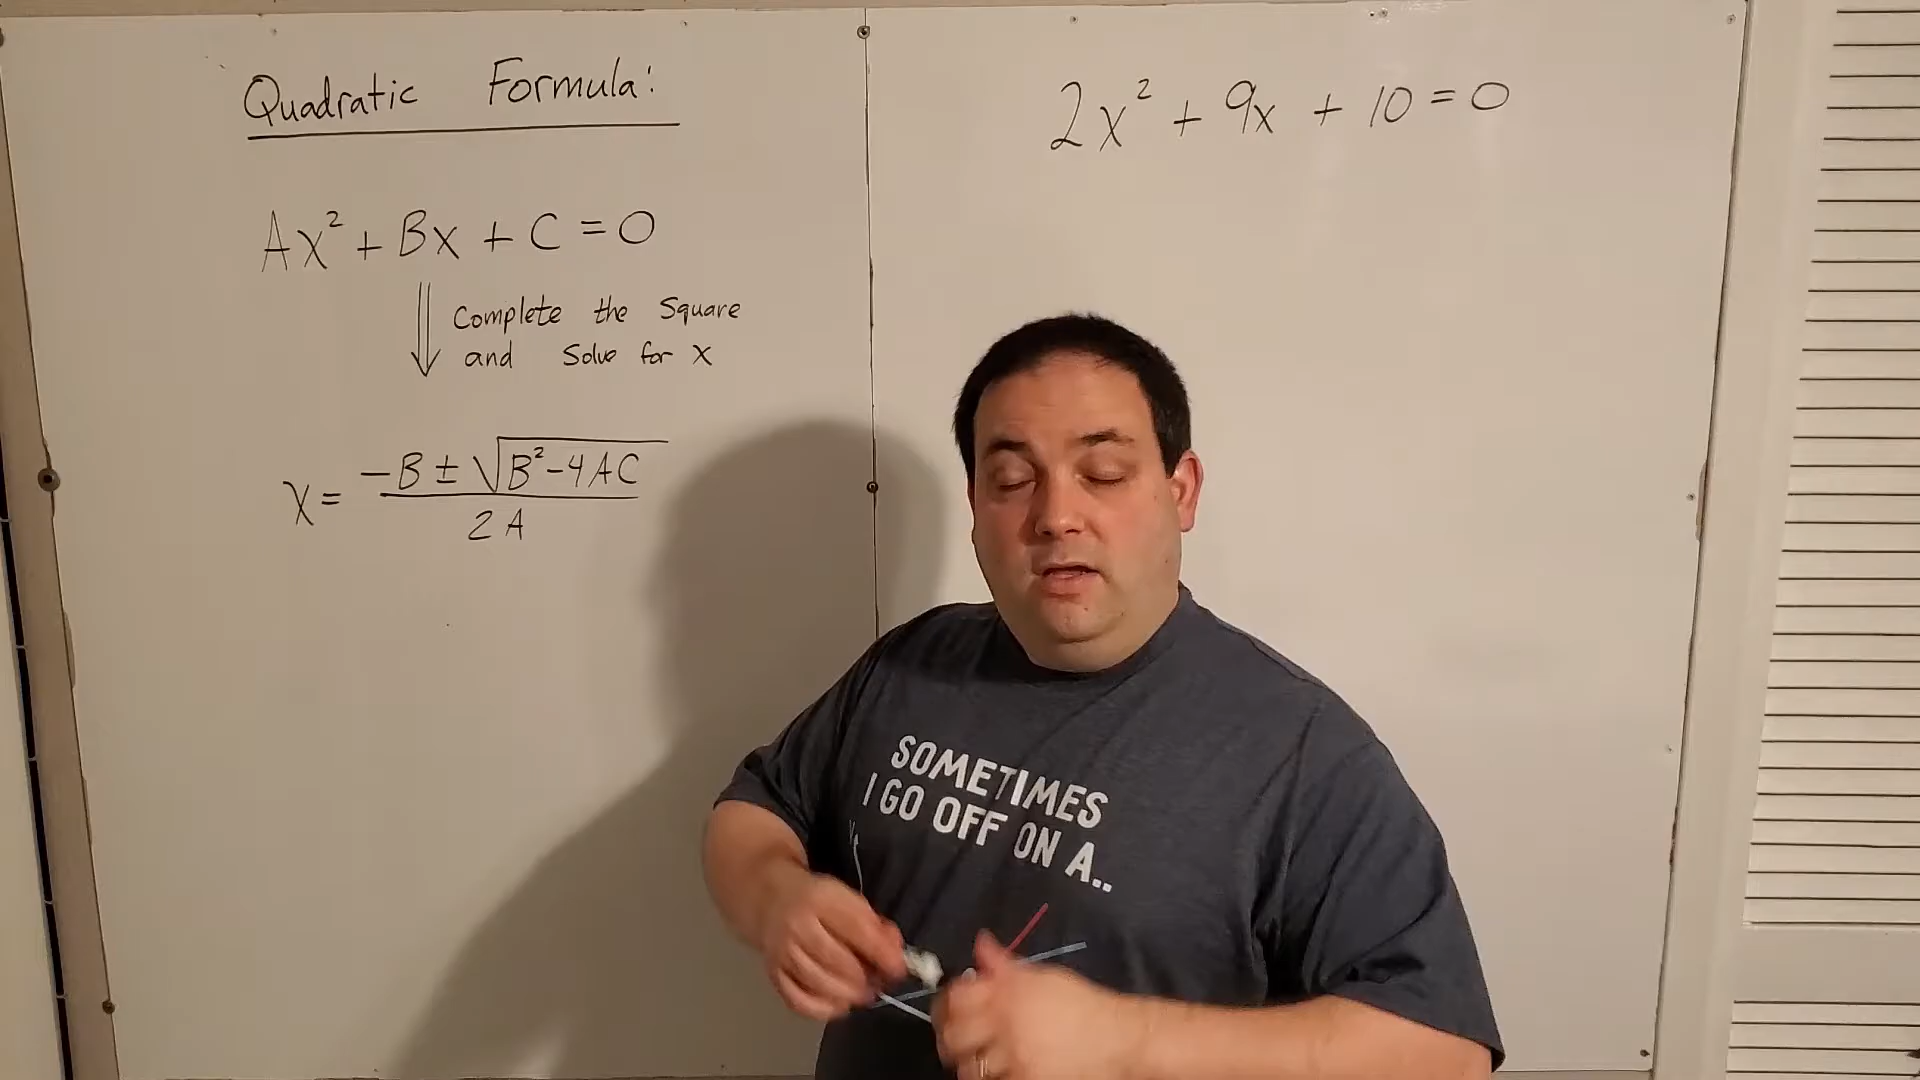 Quadratic Formula:
Ax² + Bx + C = 0
Complete the Square
and Solve for x
x = (-B ± √(B²-4AC)) / 2A
2x² + 9x + 10 = 0
SOMETIMES
I GO OFF ON A..